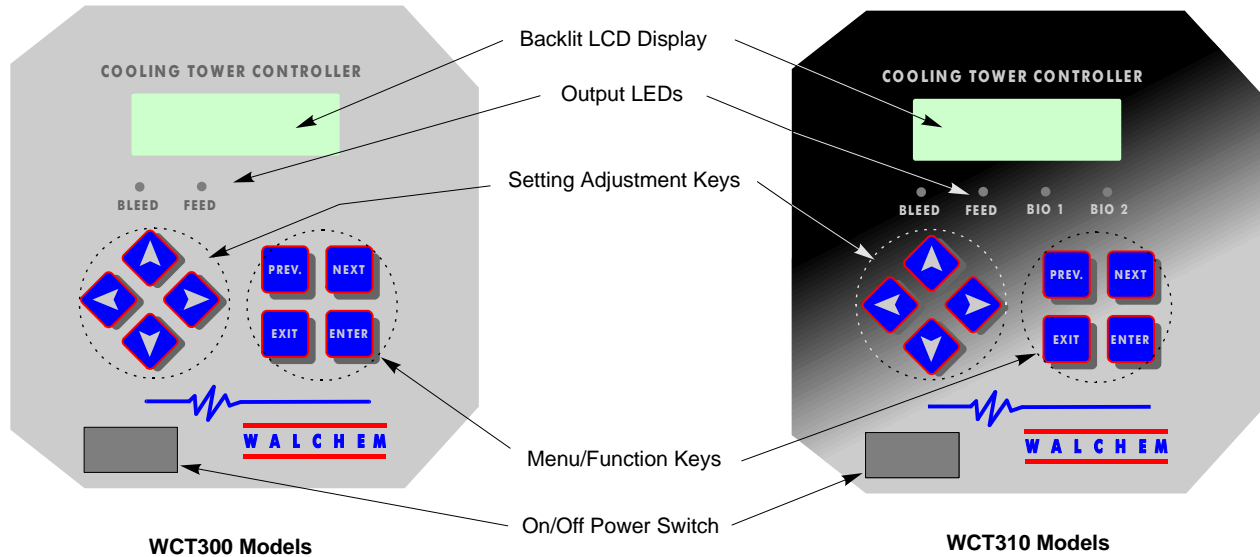 Backlit LCD Display
Output LEDs
Setting Adjustment Keys
Menu/Function Keys
On/Off Power Switch
COOLING TOWER CONTROLLER
BLEED FEED
PREV. NEXT
EXIT ENTER
WALCHEM
WCT300 Models
COOLING TOWER CONTROLLER
BLEED FEED BIO 1 BIO 2
PREV. NEXT
EXIT ENTER
WALCHEM
WCT310 Models